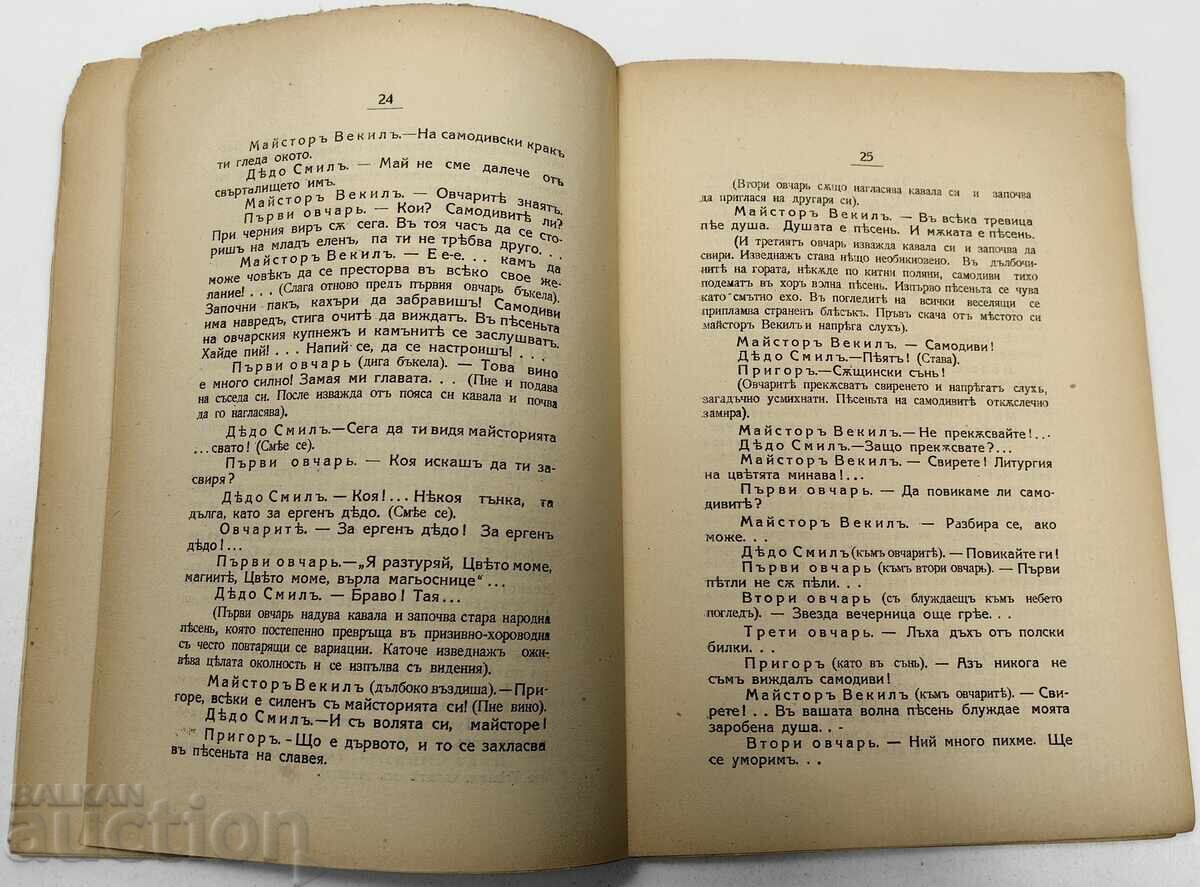 24
Майсторъ Векилъ.—На самодивски кракъ
ти гледа окото.
Дѣдо Смилъ. — Май не сме далече отъ
свърталището имъ.
Майсторъ Векилъ. — Овчаритѣ знаятъ.
Първи овчарь. — Кои? Самодивитѣ ли?
При черния виръ сѫ сега. Въ тоя часъ да се сто-
ришъ на младъ еленъ, па ти не трѣбва друго. . .
Майсторъ Векилъ. — Е е-е. . . камъ да
може човѣкъ да се престорва въ всѣко свое же-
лание! . . . (Слага отново предъ първия овчарь бъкела).
Започни пакъ, кахъри да забравишъ! Самодиви
има навредъ, стига очитѣ да виждатъ. Въ пѣсеньта
на овчарския купнежъ и камънитѣ се заслушватъ.
Хайде пий! . . . Напий се, да се настроишъ! . . .
Първи овчарь (дига бъкела). — Това вино
е много силно! Замая ми главата. . . (Пие и подава
на съседа си. После изважда отъ пояса си кавала и почва
да го нагласява).
Дѣдо Смилъ.—Сега да ти видя майсторията
...свато! (Смѣе се).
Първи овчарь. — Коя искашъ да ти за-
свиря?
Дѣдо Смилъ. — Коя!... Нѣкоя тънка, та
дълга, като за ергенъ дѣдо. (Смѣе се).
Овчаритѣ. — За ергенъ дѣдо! За ергенъ
дѣдо!...
Първи овчарь.—„Я разтуряй, Цвѣто моме,
магиитѣ, Цвѣто моме, върла магьоснице“...
Дѣдо Смилъ. — Браво! Тая...
(Първи овчарь надува кавала и започва стара народна
пѣсень, която постепенно превръща въ призивно-хороводна
съ често повтарящи се вариации. Каточе изведнажъ ожи-
вѣва цѣлата околность и се изпълва съ видения).
Майсторъ Векилъ (дълбоко въздиша).—При-
горе, всѣки е силенъ съ майсторията си! (Пие вино).
Дѣдо Смилъ.—И съ волята си, майсторе!
Пригоръ.-Що е дървото, и то се захласва
въ пѣсеньта на славея.
25
(Втори овчарь сѫщо нагласява кавала си и започва
да приглася на другаря си).
Майсторъ Векилъ. — Въ всѣка тревица
пѣе душа. Душата е пѣсень. И мѫката е пѣсень.
(И третиятъ овчарь изважда кавала си и започва да
свири. Изведнажъ става нѣщо необикновено. Въ дълбочи-
нитѣ на гората, нѣкѫде по китни поляни, самодиви тихо
подематъ въ хоръ волна пѣсень. Изпърво пѣсеньта се чува
като смътно ехо. Въ погледитѣ на всички веселящи се
припламва страненъ блѣсъкъ. Пръвъ скача отъ мѣстото си
майсторъ Векилъ и напрѣга слухъ).
Майсторъ Векилъ. — Самодиви!
Дѣдо Смилъ.—Пѣятъ! (Става).
Пригоръ.—Сѫщински сънь!
(Овчаритѣ прекѫсватъ свиренето и напрѣгатъ слухъ,
загадъчно усмихнати. Пѣсеньта на самодивитѣ откѫслечно
замира).
Майсторъ Векилъ.—Не прекѫсвайте!...
Дѣдо Смилъ.—Защо прекѫсвате?...
Майсторъ Векилъ.—Свирете! Литургия
на цвѣтята минава!...
Първи овчарь. — Да повикаме ли само-
дивитѣ?
Майсторъ Векилъ. — Разбира се, ако
може. . .
Дѣдо Смилъ (къмъ овчаритѣ). — Повикайте ги!
Първи овчарь (къмъ втори овчарь). — Първи
пѣтли не сѫ пѣли. . .
Втори овчарь (съ блуждаещъ къмъ небето
погледъ). — Звезда вечерница още грѣе. . .
Трети овчарь. — Лъха дъхъ отъ полски
билки. . .
Пригоръ (като въ сънь). — Азъ никога не
съмъ виждалъ самодиви!
Майсторъ Векилъ (къмъ овчаритѣ). — Сви-
рете! . . Въ вашата волна пѣсень блуждае моята
заробена душа. . -
Втори овчарь. — Ний много пихме. Ще
се уморимъ. . .
BALKAN
auction